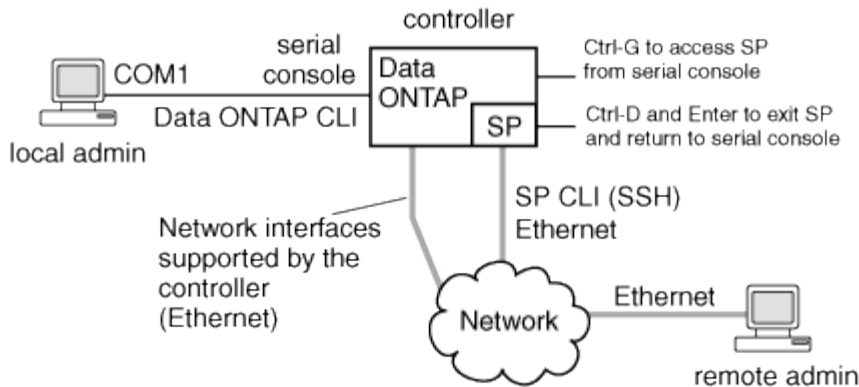 controller
serial
console
COM1
Data ONTAP CLI
local admin
Data
ONTAP
SP
Ctrl-G to access SP
from serial console
Ctrl-D and Enter to exit SP
and return to serial console
Network interfaces
supported by the
controller
(Ethernet)
SP CLI (SSH)
Ethernet
Network
Ethernet
remote admin